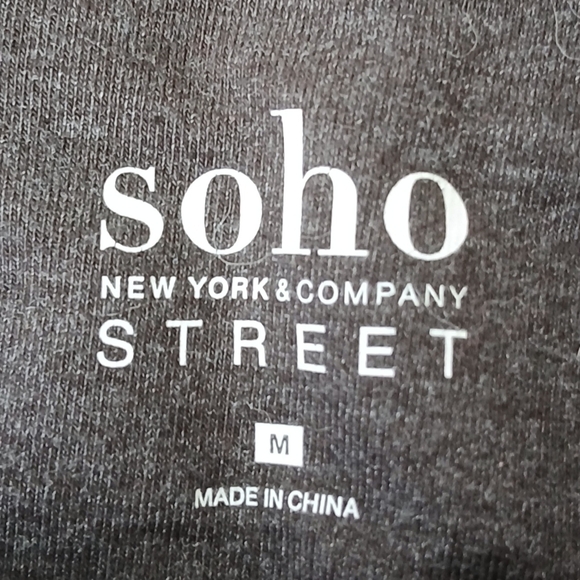 soho
NEW YORK & COMPANY
STREET
M
MADE IN CHINA